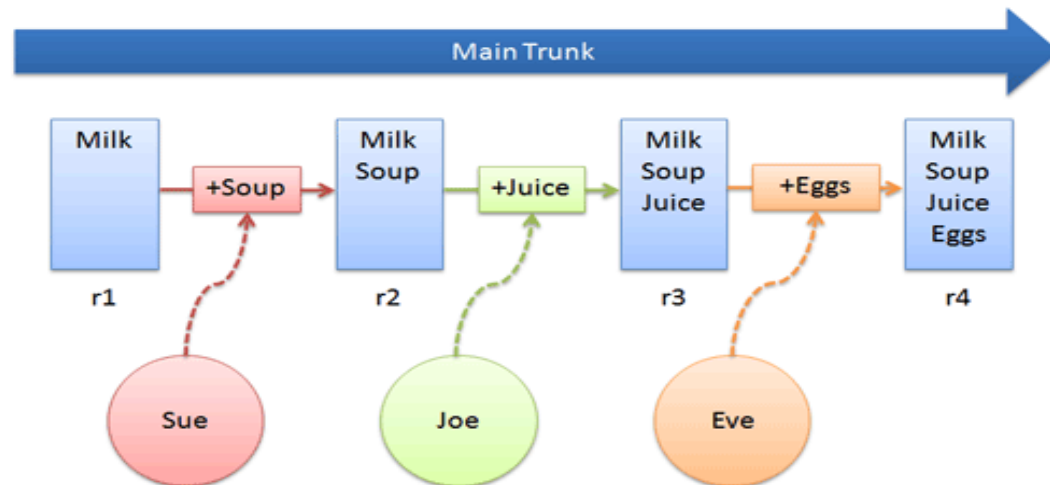 Main Trunk
Milk
+Soup
Milk
Soup
+Juice
Milk
Soup
Juice
+Eggs
Milk
Soup
Juice
Eggs
r1
r2
r3
r4
Sue
Joe
Eve